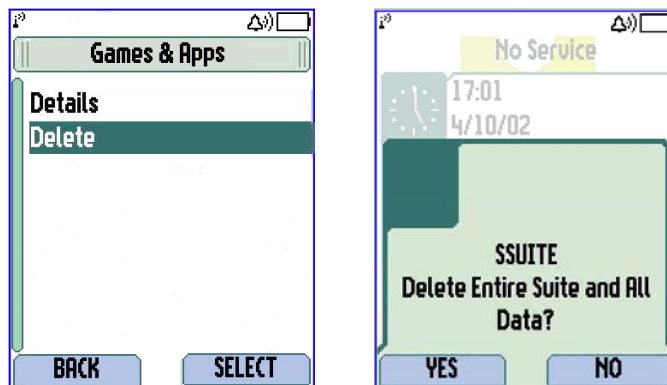 Games & Apps
Details
Delete
BACK
SELECT
No Service
17:01
4/10/02
SSUITE
Delete Entire Suite and All
Data?
YES
NO